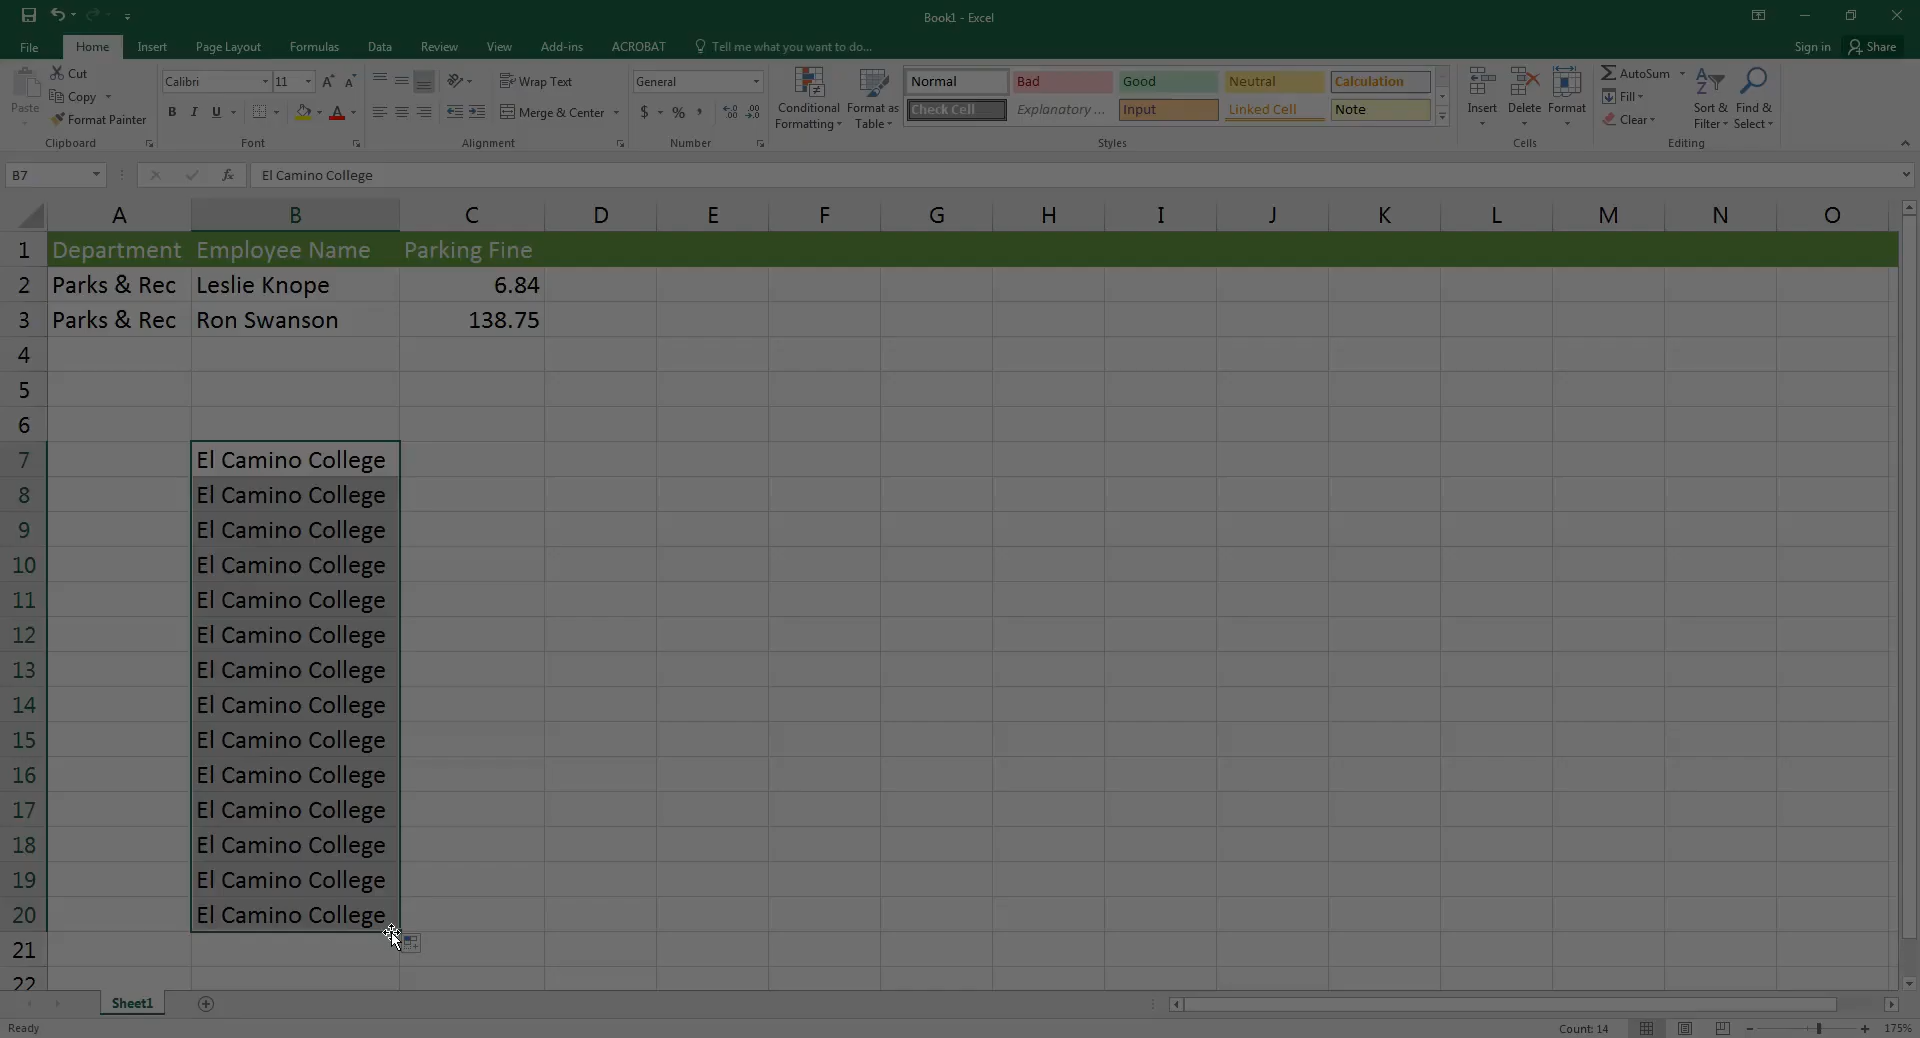 Book1 - Excel
File Home Insert Page Layout Formulas Data Review View Add-ins ACROBAT Tell me what you want to do... Sign in Share
Paste Cut Copy Format Painter
Clipboard
Calibri 11 A A B I U A
Font
Wrap Text Merge & Center
Alignment
General $ % , .0 .00
Number
Conditional Formatting Format as Table Normal Bad Good Neutral Calculation
Check Cell Explanatory ... Input Linked Cell Note
Styles
Insert Delete Format
Cells
AutoSum Fill Clear Sort & Filter Find & Select
Editing
B7 fx El Camino College
A B C D E F G H I J K L M N O
1 Department Employee Name Parking Fine
2 Parks & Rec Leslie Knope 6.84
3 Parks & Rec Ron Swanson 138.75
4
5
6
7 El Camino College
8 El Camino College
9 El Camino College
10 El Camino College
11 El Camino College
12 El Camino College
13 El Camino College
14 El Camino College
15 El Camino College
16 El Camino College
17 El Camino College
18 El Camino College
19 El Camino College
20 El Camino College
21
22
Sheet1
Ready Count: 14 175%